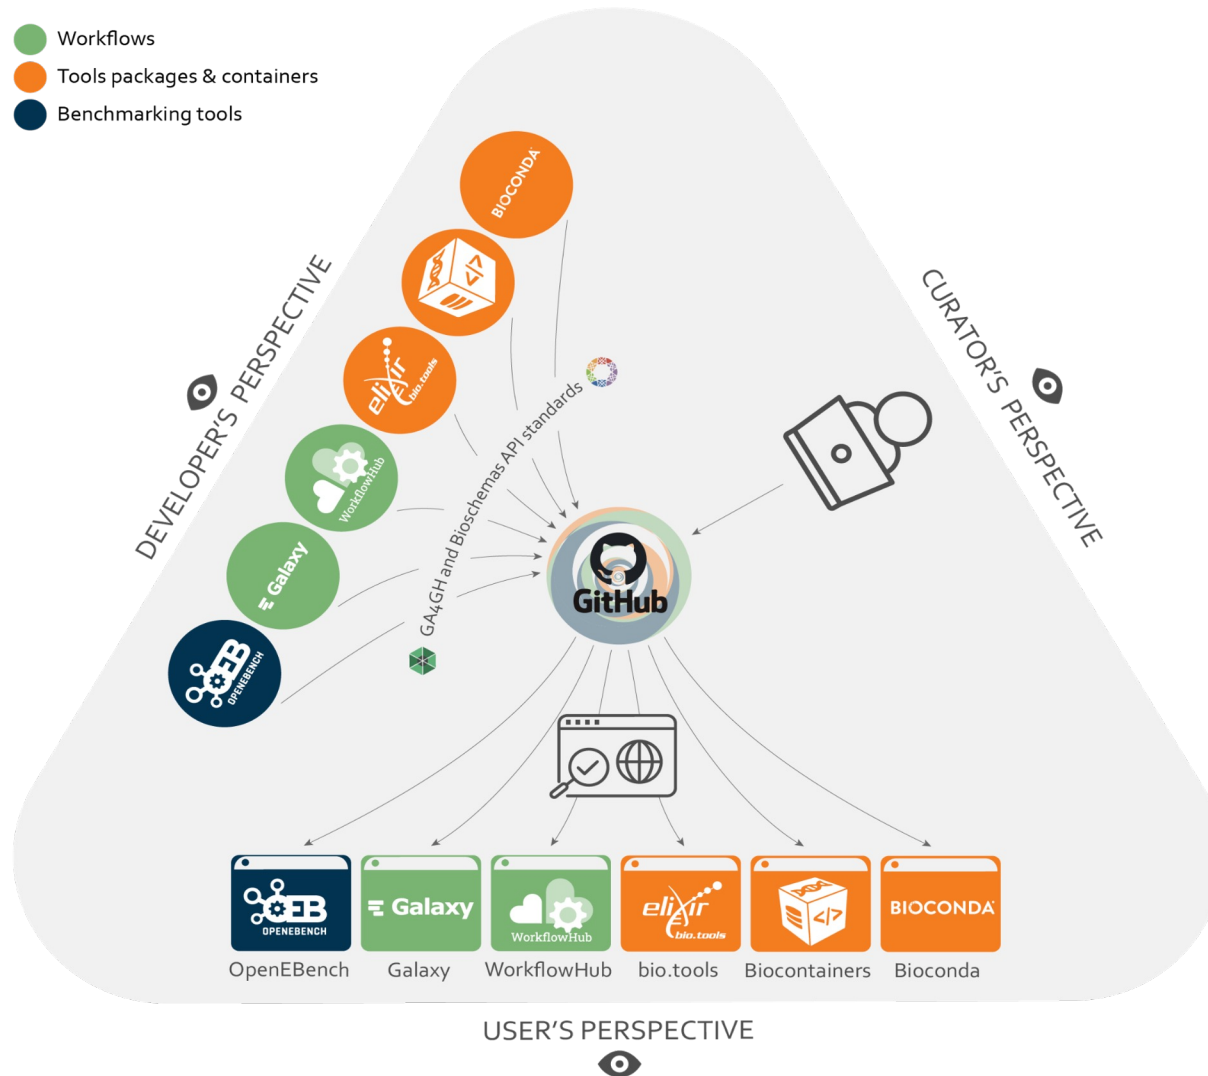 Workflows
Tools packages & containers
Benchmarking tools
BIOCONDA
</>
elixir
bio.tools
WorkflowHub
Galaxy
EB
OPENEBENCH
DEVELOPER'S PERSPECTIVE
GA4GH and Bioschemas API standards
CURATOR'S PERSPECTIVE
GitHub
EB
OPENEBENCH
Galaxy
WorkflowHub
elixir
bio.tools
</>
BIOCONDA
OpenEBench
Galaxy
WorkflowHub
bio.tools
Biocontainers
Bioconda
USER'S PERSPECTIVE